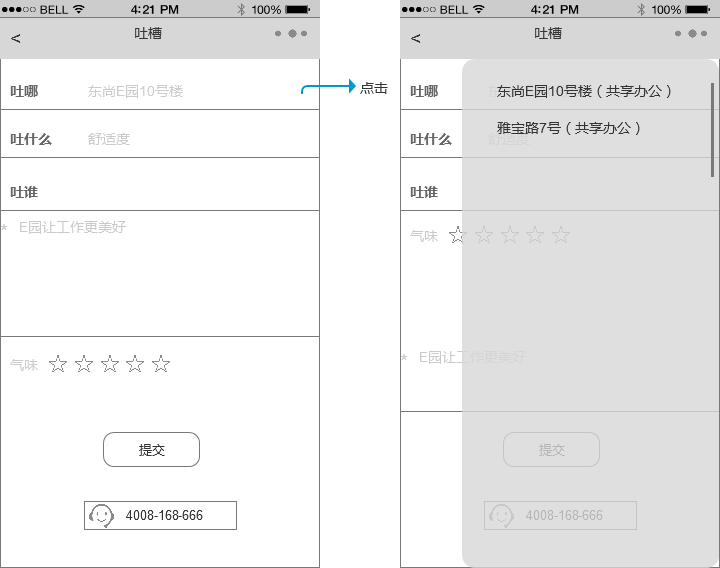 BELL 4:21 PM 100%
< 吐槽
吐哪 东尚E园10号楼
吐什么 舒适度
吐谁
* E园让工作更美好
气味
提交
4008-168-666
点击
BELL 4:21 PM 100%
< 吐槽
吐哪
东尚E园10号楼（共享办公）
吐什么 舒适度
雅宝路7号（共享办公）
吐谁
气味
* E园让工作更美好
提交
4008-168-666